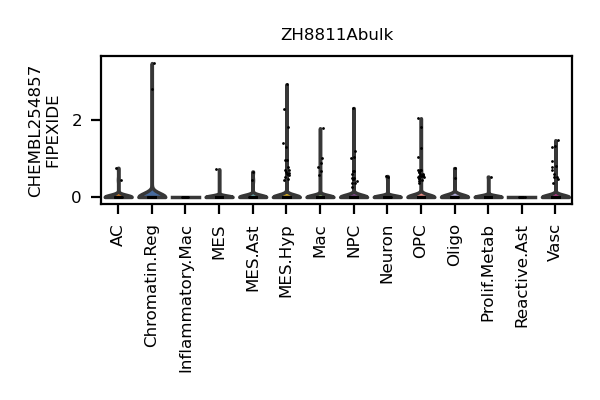 ZH8811Abulk
CHEMBL254857
FIPEXIDE
2
0
AC
Chromatin.Reg
Inflammatory.Mac
MES
MES.Ast
MES.Hyp
Mac
NPC
Neuron
OPC
Oligo
Prolif.Metab
Reactive.Ast
Vasc